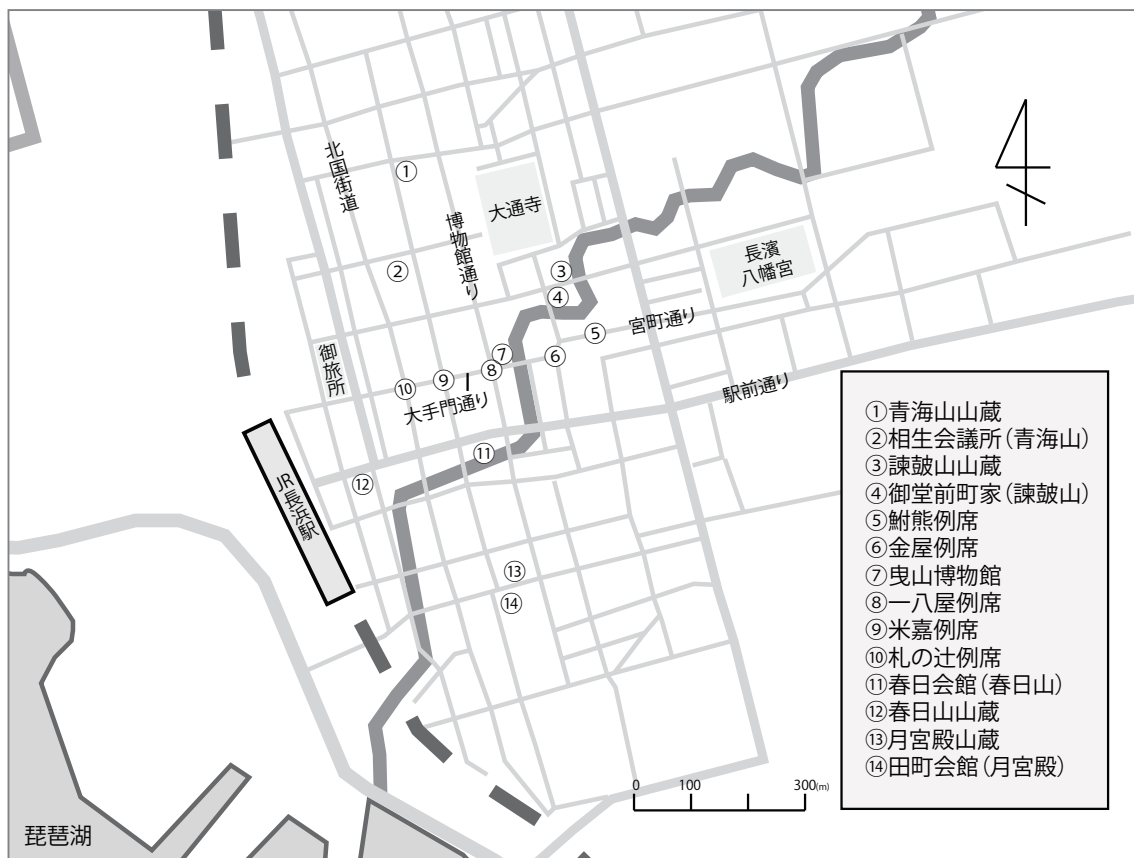 北国街道
①
大通寺
博物館通り
②
長濱
八幡宮
③
④
宮町通り
⑤
御旅所
⑦
⑥
⑧
⑨
⑩
大手門通り
駅前通り
⑪
⑫
JR長浜駅
⑬
⑭
0 100 300(m)
琵琶湖
①青海山山蔵
②相生会議所(青海山)
③諫鼓山山蔵
④御堂前町家(諫鼓山)
⑤鮒熊例席
⑥金屋例席
⑦曳山博物館
⑧一八屋例席
⑨米嘉例席
⑩札の辻例席
⑪春日会館(春日山)
⑫春日山山蔵
⑬月宮殿山蔵
⑭田町会館(月宮殿)